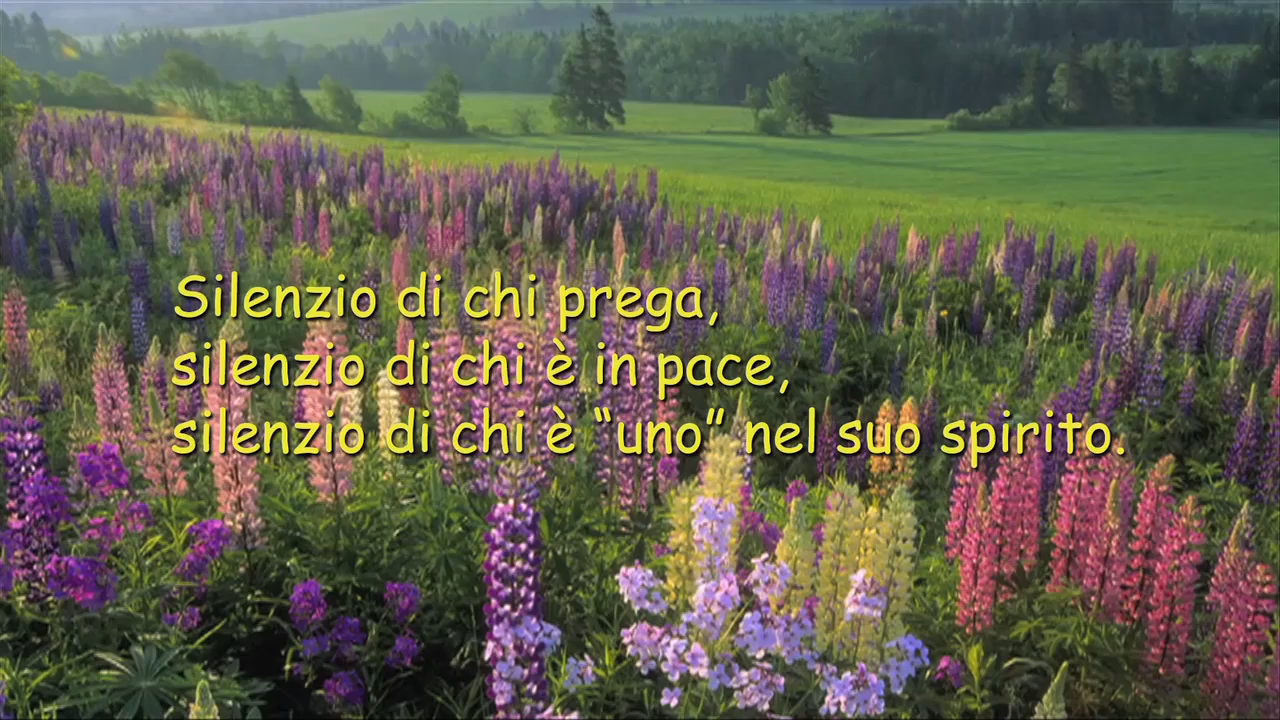 Silenzio di chi prega,
silenzio di chi è in pace,
silenzio di chi è “uno” nel suo spirito.